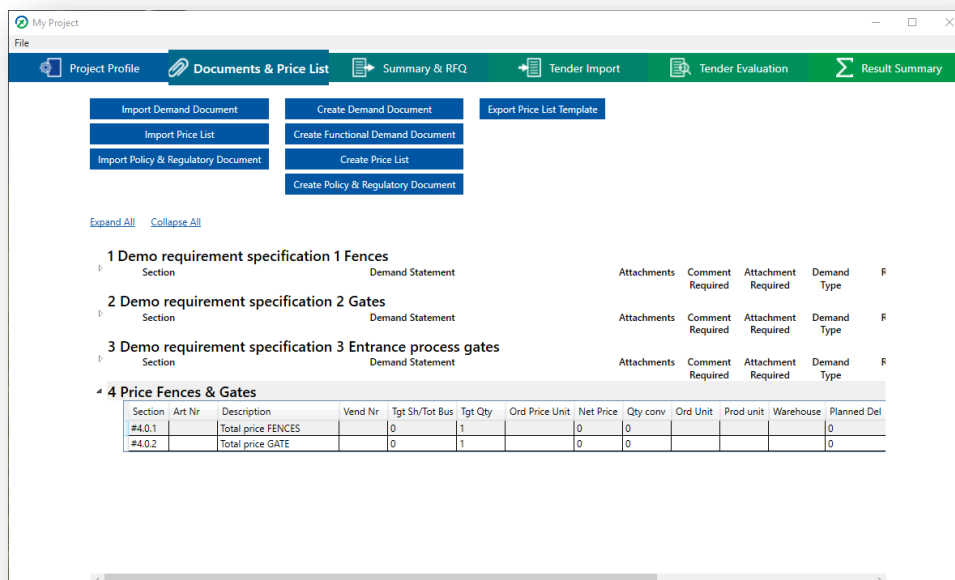 My Project
File
Project Profile Documents & Price List Summary & RFQ Tender Import Tender Evaluation Result Summary
Import Demand Document Create Demand Document Export Price List Template
Import Price List Create Functional Demand Document
Import Policy & Regulatory Document Create Price List
Create Policy & Regulatory Document
Expand All Collapse All
1 Demo requirement specification 1 Fences
Section Demand Statement Attachments Comment Attachment Demand R
Required Required Type
2 Demo requirement specification 2 Gates
Section Demand Statement Attachments Comment Attachment Demand R
Required Required Type
3 Demo requirement specification 3 Entrance process gates
Section Demand Statement Attachments Comment Attachment Demand R
Required Required Type
4 Price Fences & Gates
Section Art Nr Description Vend Nr Tgt Sh/Tot Bus Tgt Qty Ord Price Unit Net Price Qty conv Ord Unit Prod unit Warehouse Planned Del
#4.0.1 Total price FENCES 0 1 0 0 0
#4.0.2 Total price GATE 0 1 0 0 0